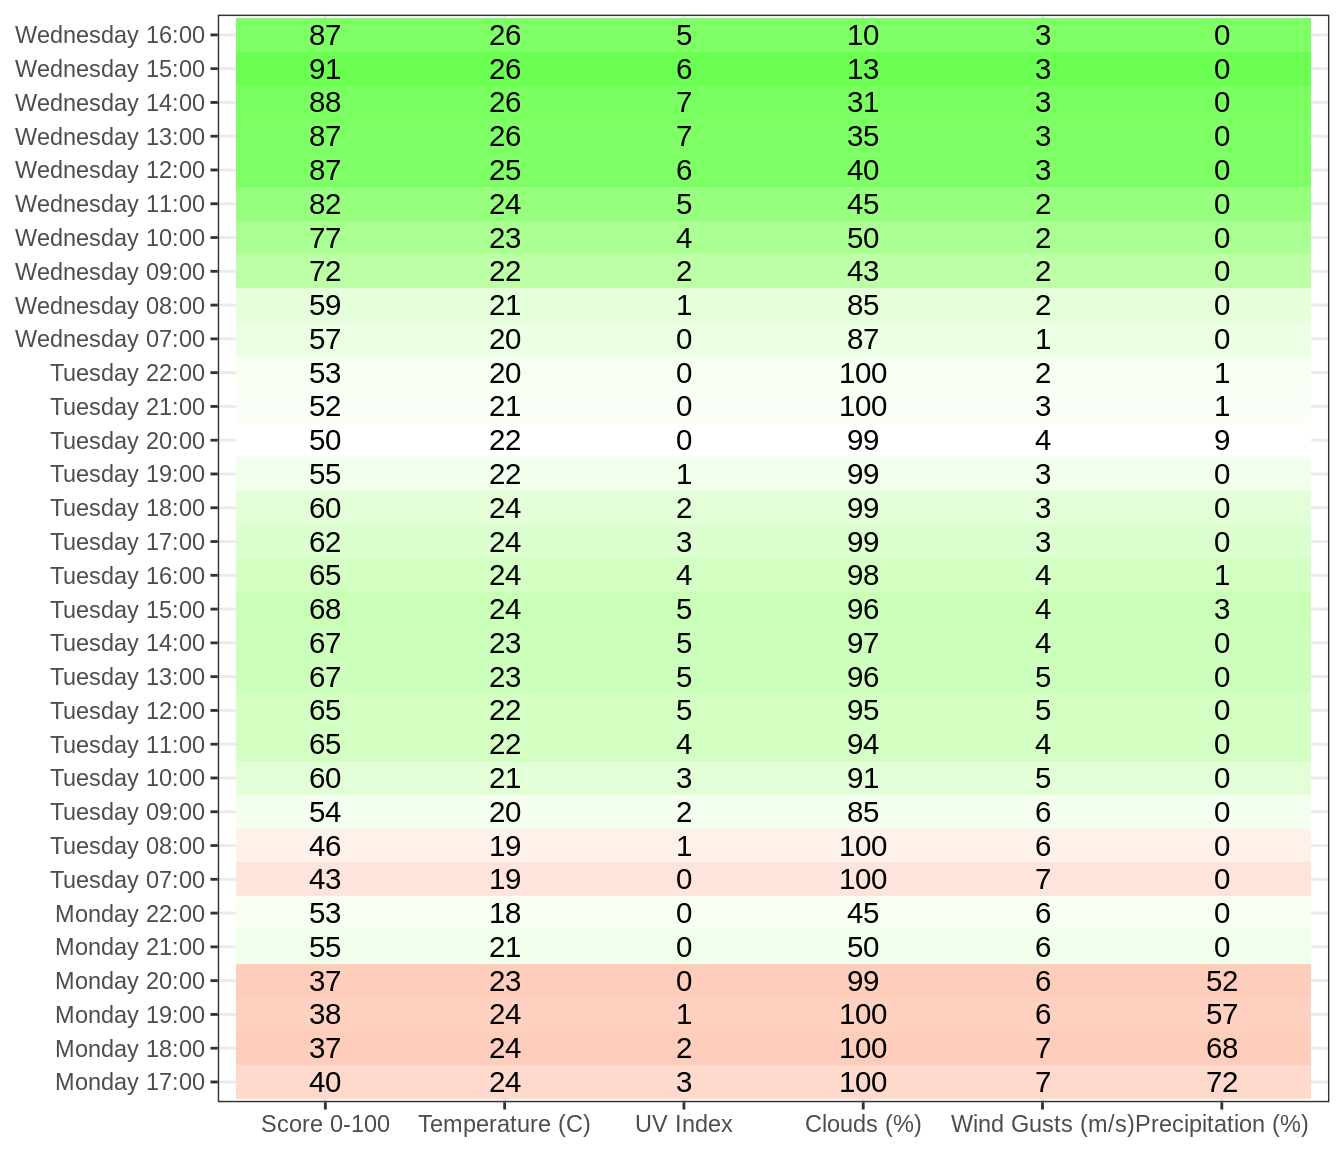 Wednesday 16:00 87 26 5 10 3 0
Wednesday 15:00 91 26 6 13 3 0
Wednesday 14:00 88 26 7 31 3 0
Wednesday 13:00 87 26 7 35 3 0
Wednesday 12:00 87 25 6 40 3 0
Wednesday 11:00 82 24 5 45 2 0
Wednesday 10:00 77 23 4 50 2 0
Wednesday 09:00 72 22 2 43 2 0
Wednesday 08:00 59 21 1 85 2 0
Wednesday 07:00 57 20 0 87 1 0
Tuesday 22:00 53 20 0 100 2 1
Tuesday 21:00 52 21 0 100 3 1
Tuesday 20:00 50 22 0 99 4 9
Tuesday 19:00 55 22 1 99 3 0
Tuesday 18:00 60 24 2 99 3 0
Tuesday 17:00 62 24 3 99 3 0
Tuesday 16:00 65 24 4 98 4 1
Tuesday 15:00 68 24 5 96 4 3
Tuesday 14:00 67 23 5 97 4 0
Tuesday 13:00 67 23 5 96 5 0
Tuesday 12:00 65 22 5 95 5 0
Tuesday 11:00 65 22 4 94 4 0
Tuesday 10:00 60 21 3 91 5 0
Tuesday 09:00 54 20 2 85 6 0
Tuesday 08:00 46 19 1 100 6 0
Tuesday 07:00 43 19 0 100 7 0
Monday 22:00 53 18 0 45 6 0
Monday 21:00 55 21 0 50 6 0
Monday 20:00 37 23 0 99 6 52
Monday 19:00 38 24 1 100 6 57
Monday 18:00 37 24 2 100 7 68
Monday 17:00 40 24 3 100 7 72
Score 0-100 Temperature (C) UV Index Clouds (%) Wind Gusts (m/s) Precipitation (%)